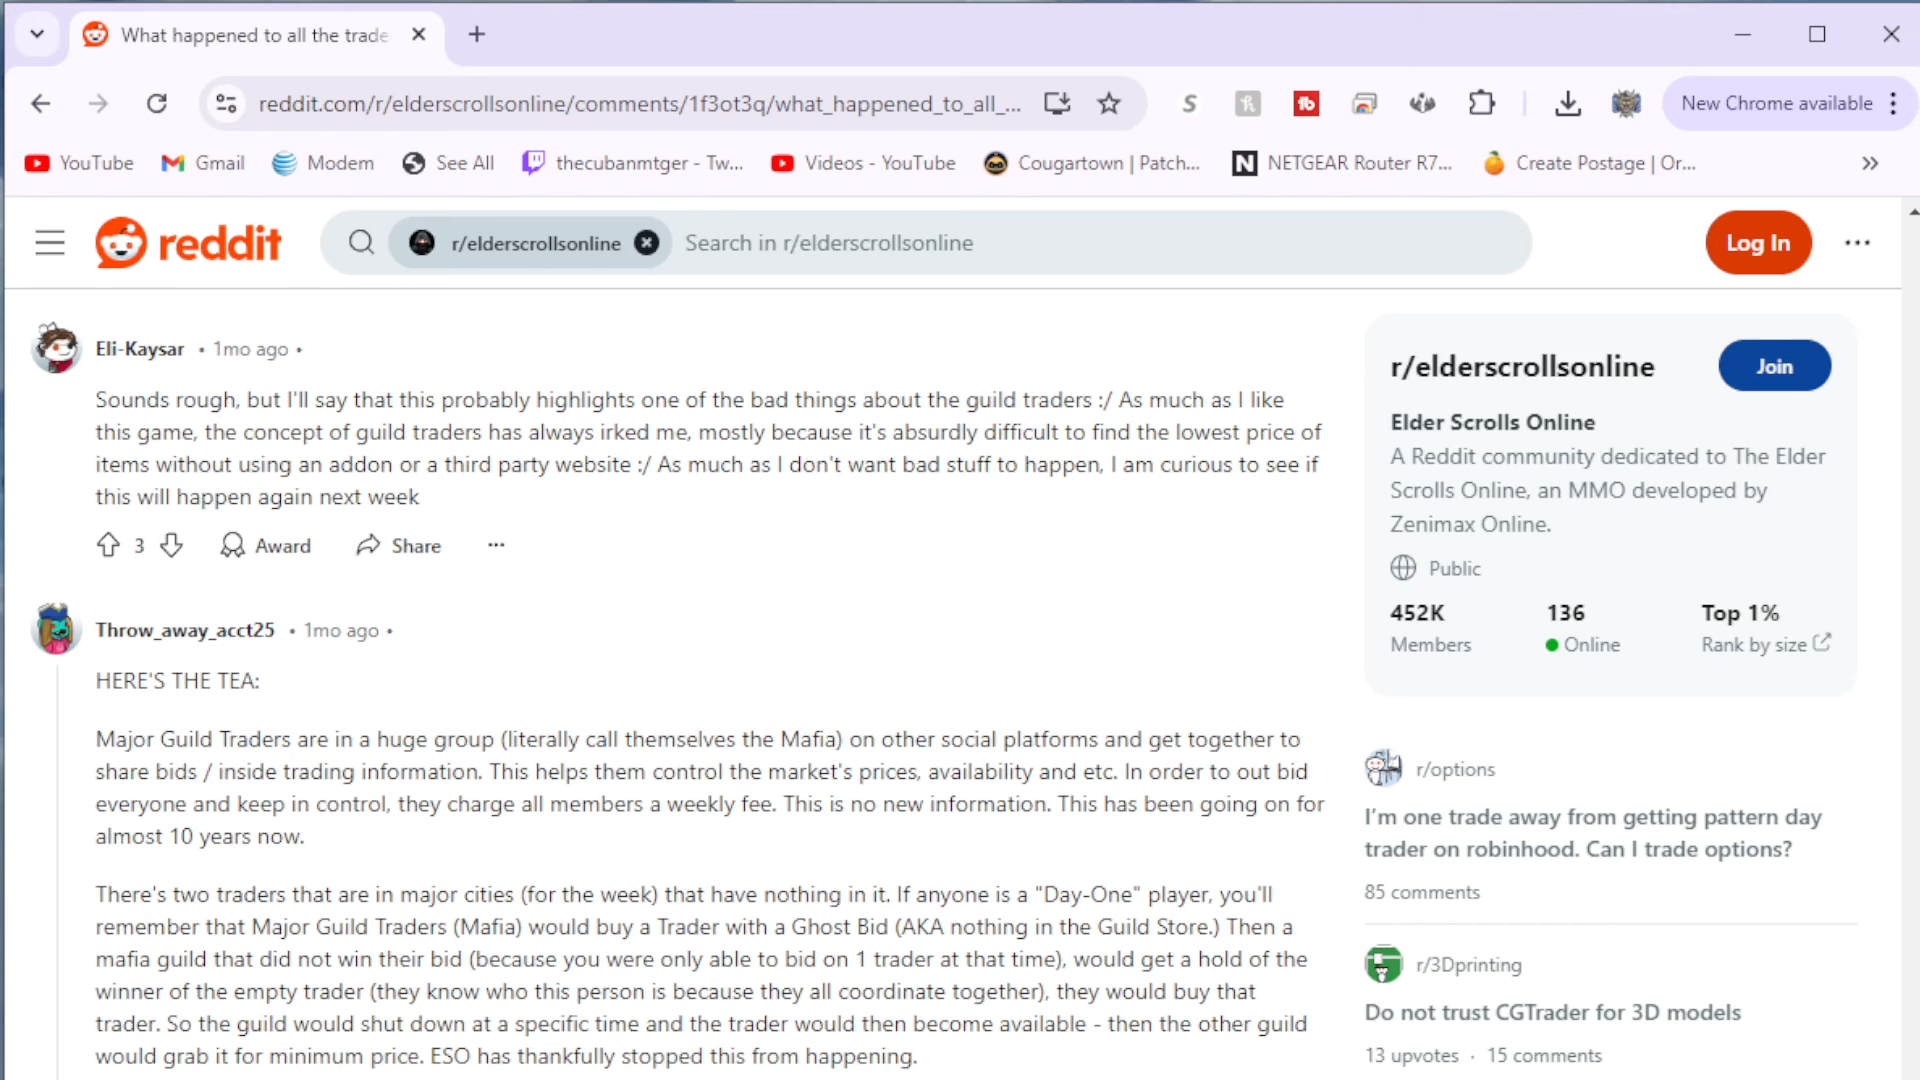 What happened to all the trade
reddit.com/r/elderscrollsonline/comments/1f3ot3q/what_happened_to_all_...
S
tb
New Chrome available
YouTube
Gmail
Modem
See All
thecubanmtger - Tw...
Videos - YouTube
Cougartown | Patch...
N
NETGEAR Router R7...
Create Postage | Or...
reddit
r/elderscrollsonline
Search in r/elderscrollsonline
Log In
Eli-Kaysar • 1mo ago •
Sounds rough, but I'll say that this probably highlights one of the bad things about the guild traders :/ As much as I like
this game, the concept of guild traders has always irked me, mostly because it's absurdly difficult to find the lowest price of
items without using an addon or a third party website :/ As much as I don't want bad stuff to happen, I am curious to see if
this will happen again next week
3
Award
Share
Throw_away_acct25 • 1mo ago •
HERE'S THE TEA:
Major Guild Traders are in a huge group (literally call themselves the Mafia) on other social platforms and get together to
share bids / inside trading information. This helps them control the market's prices, availability and etc. In order to out bid
everyone and keep in control, they charge all members a weekly fee. This is no new information. This has been going on for
almost 10 years now.
There's two traders that are in major cities (for the week) that have nothing in it. If anyone is a "Day-One" player, you'll
remember that Major Guild Traders (Mafia) would buy a Trader with a Ghost Bid (AKA nothing in the Guild Store.) Then a
mafia guild that did not win their bid (because you were only able to bid on 1 trader at that time), would get a hold of the
winner of the empty trader (they know who this person is because they all coordinate together), they would buy that
trader. So the guild would shut down at a specific time and the trader would then become available - then the other guild
would grab it for minimum price. ESO has thankfully stopped this from happening.
r/elderscrollsonline
Join
Elder Scrolls Online
A Reddit community dedicated to The Elder
Scrolls Online, an MMO developed by
Zenimax Online.
Public
452K
Members
136
Online
Top 1%
Rank by size
r/options
I'm one trade away from getting pattern day
trader on robinhood. Can I trade options?
85 comments
r/3Dprinting
Do not trust CGTrader for 3D models
13 upvotes · 15 comments